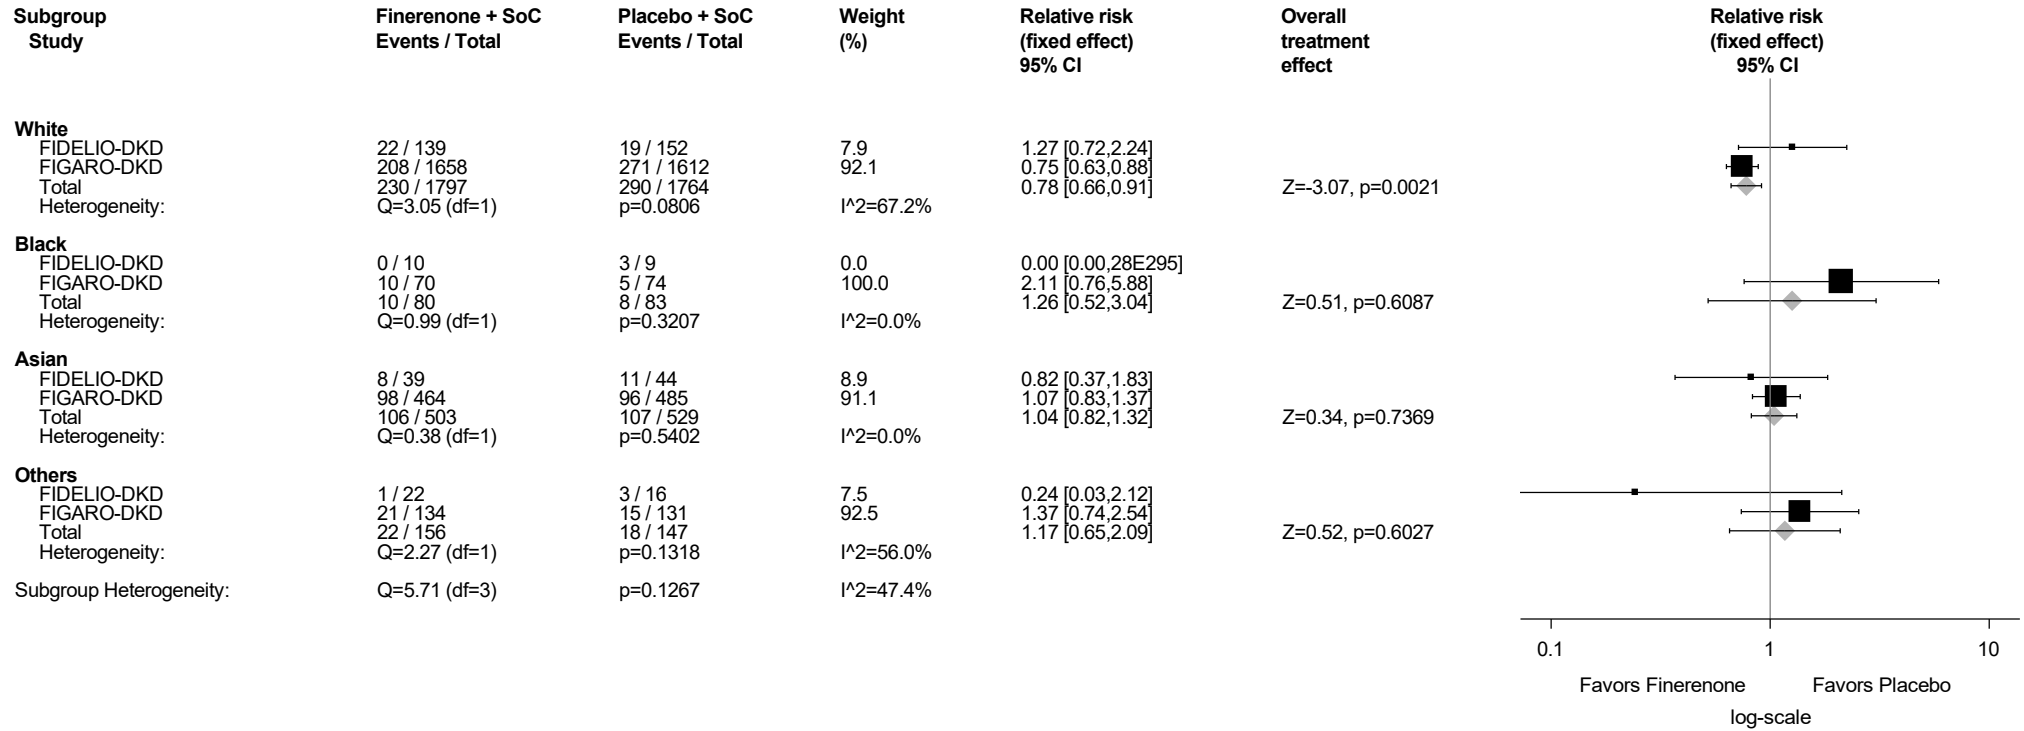 Subgroup Finerenone + SoC Placebo + SoC Weight Relative risk Overall Relative risk
Study Events / Total Events / Total (%) (fixed effect) treatment (fixed effect)
95% CI effect 95% CI
White
FIDELIO-DKD 22 / 139 19 / 152 7.9 1.27 [0.72,2.24]
FIGARO-DKD 208 / 1658 271 / 1612 92.1 0.75 [0.63,0.88]
Total 230 / 1797 290 / 1764 0.78 [0.66,0.91] Z=-3.07, p=0.0021
Heterogeneity: Q=3.05 (df=1) p=0.0806 I^2=67.2%
Black
FIDELIO-DKD 0 / 10 3 / 9 0.0 0.00 [0.00,28E295]
FIGARO-DKD 10 / 70 5 / 74 100.0 2.11 [0.76,5.88]
Total 10 / 80 8 / 83 1.26 [0.52,3.04] Z=0.51, p=0.6087
Heterogeneity: Q=0.99 (df=1) p=0.3207 I^2=0.0%
Asian
FIDELIO-DKD 8 / 39 11 / 44 8.9 0.82 [0.37,1.83]
FIGARO-DKD 98 / 464 96 / 485 91.1 1.07 [0.83,1.37]
Total 106 / 503 107 / 529 1.04 [0.82,1.32] Z=0.34, p=0.7369
Heterogeneity: Q=0.38 (df=1) p=0.5402 I^2=0.0%
Others
FIDELIO-DKD 1 / 22 3 / 16 7.5 0.24 [0.03,2.12]
FIGARO-DKD 21 / 134 15 / 131 92.5 1.37 [0.74,2.54]
Total 22 / 156 18 / 147 1.17 [0.65,2.09] Z=0.52, p=0.6027
Heterogeneity: Q=2.27 (df=1) p=0.1318 I^2=56.0%
Subgroup Heterogeneity: Q=5.71 (df=3) p=0.1267 I^2=47.4%
0.1 1 10
Favors Finerenone Favors Placebo
log-scale